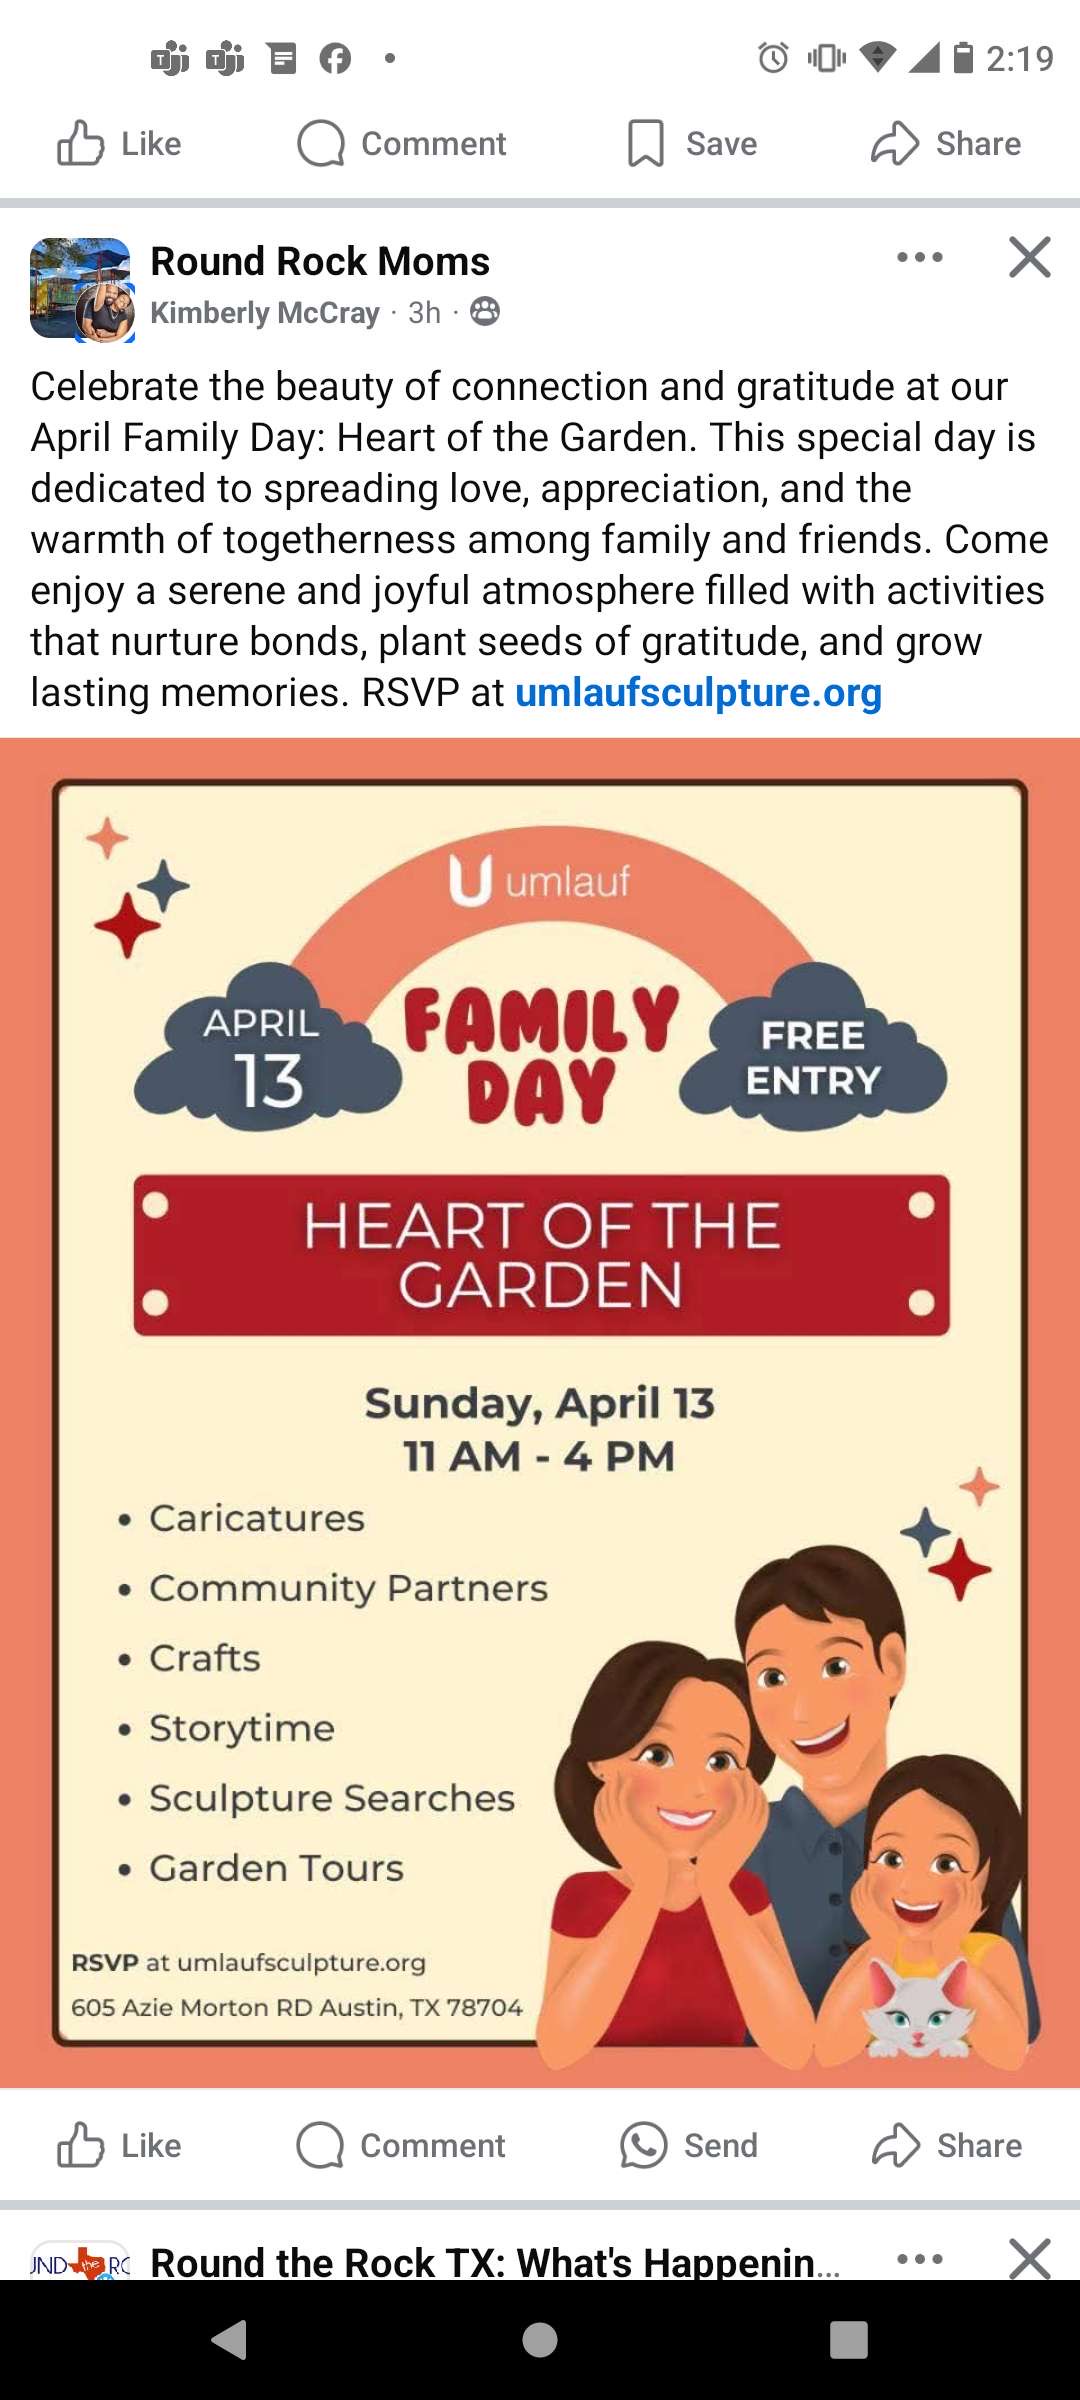 2:19
Like Comment Save Share
Round Rock Moms
Kimberly McCray · 3h ·
Celebrate the beauty of connection and gratitude at our
April Family Day: Heart of the Garden. This special day is
dedicated to spreading love, appreciation, and the
warmth of togetherness among family and friends. Come
enjoy a serene and joyful atmosphere filled with activities
that nurture bonds, plant seeds of gratitude, and grow
lasting memories. RSVP at umlaufsculpture.org
U umlauf
APRIL
13
FAMILY
DAY
FREE
ENTRY
HEART OF THE
GARDEN
Sunday, April 13
11 AM - 4 PM
• Caricatures
• Community Partners
• Crafts
• Storytime
• Sculpture Searches
• Garden Tours
RSVP at umlaufsculpture.org
605 Azie Morton RD Austin, TX 78704
Like Comment Send Share
UND the RO
Round the Rock TX: What's Happenin...